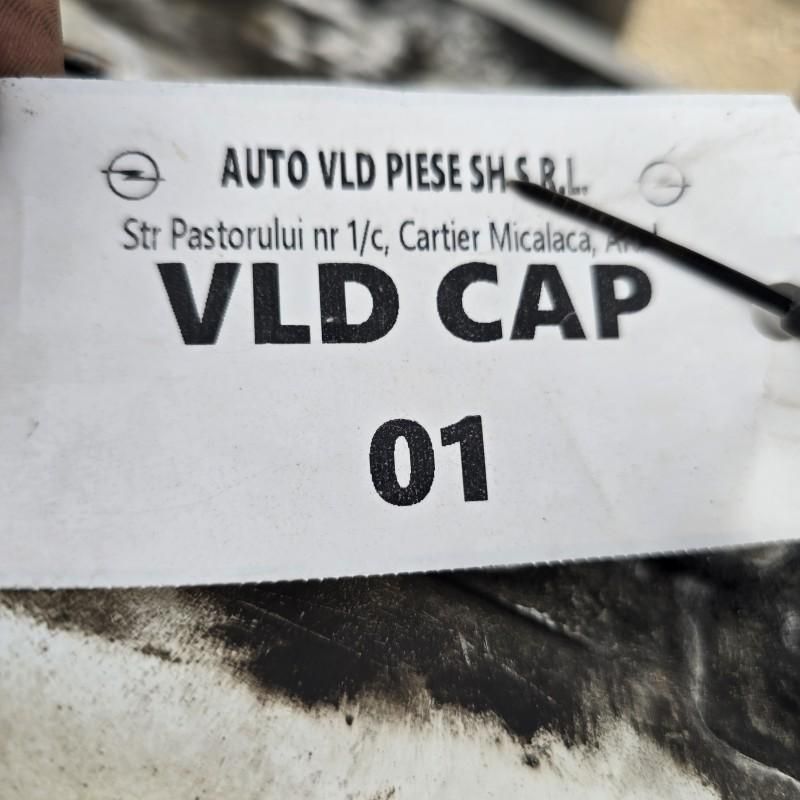 AUTO VLD PIESE SH S.R.L.
Str Pastorului nr 1/c, Cartier Micalaca,
VLD CAP
01